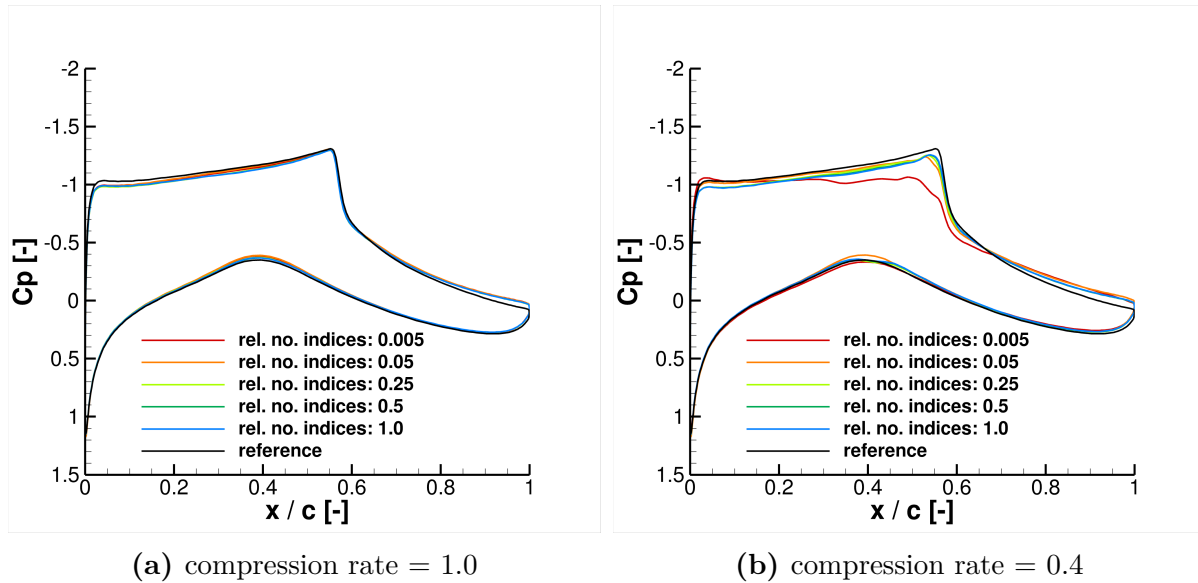 -2
-1.5
-1
-0.5
0
0.5
1
1.5
Cp [-]
rel. no. indices: 0.005
rel. no. indices: 0.05
rel. no. indices: 0.25
rel. no. indices: 0.5
rel. no. indices: 1.0
reference
0 0.2 0.4 0.6 0.8 1
x / c [-]
(a) compression rate = 1.0
-2
-1.5
-1
-0.5
0
0.5
1
1.5
Cp [-]
rel. no. indices: 0.005
rel. no. indices: 0.05
rel. no. indices: 0.25
rel. no. indices: 0.5
rel. no. indices: 1.0
reference
0 0.2 0.4 0.6 0.8 1
x / c [-]
(b) compression rate = 0.4